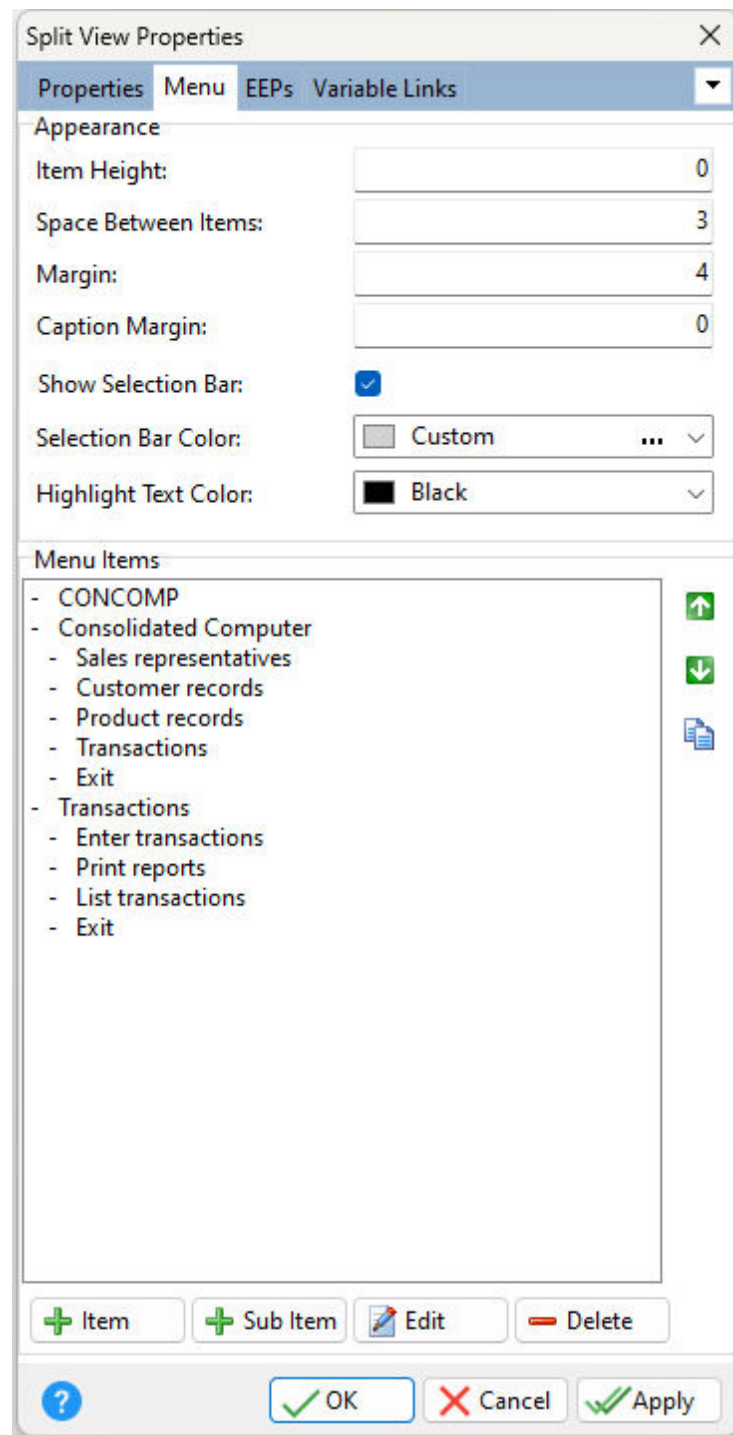 Split View Properties
Properties Menu EEPs Variable Links
Appearance
Item Height: 0
Space Between Items: 3
Margin: 4
Caption Margin: 0
Show Selection Bar:
Selection Bar Color: Custom ...
Highlight Text Color: Black
Menu Items
- CONCOMP
- Consolidated Computer
- Sales representatives
- Customer records
- Product records
- Transactions
- Exit
- Transactions
- Enter transactions
- Print reports
- List transactions
- Exit
Item Sub Item Edit Delete
? OK Cancel Apply